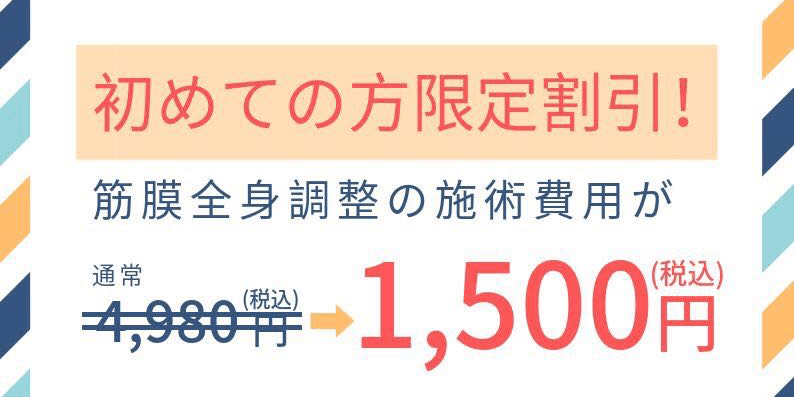 初めての方限定割引!
筋膜全身調整の施術費用が
通常
4,980円(税込)
1,500円(税込)